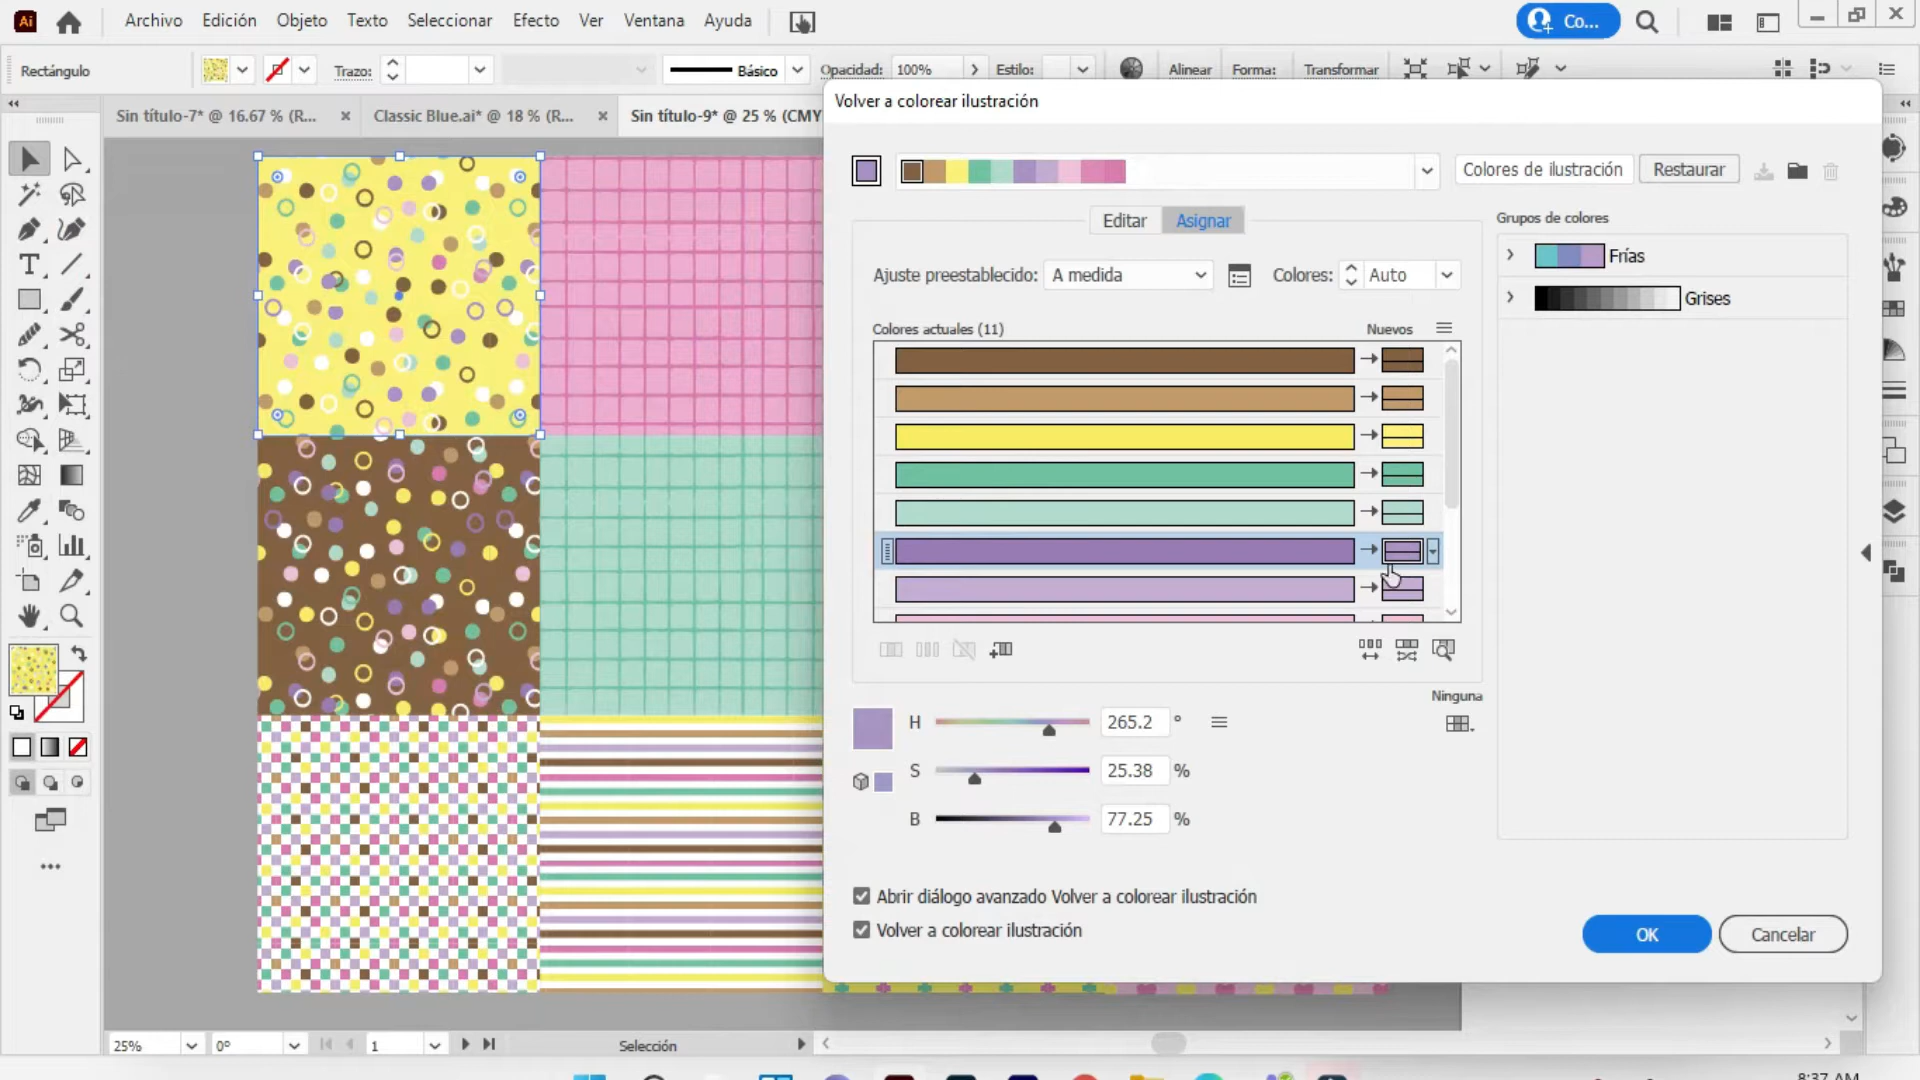 Ai Archivo Edición Objeto Texto Seleccionar Efecto Ver Ventana Ayuda Co...
Rectángulo Trazo: Básico Opacidad: 100% Estilo: Alinear Forma: Transformar
Sin título-7* @ 16.67 % (R... Classic Blue.ai* @ 18 % (R... Sin título-9* @ 25 % (CMY
Volver a colorear ilustración
Colores de ilustración Restaurar
Editar Asignar
Grupos de colores
Ajuste preestablecido: A medida Colores: Auto
Frías
Grises
Colores actuales (11) Nuevos
Ninguna
H 265.2 °
S 25.38 %
B 77.25 %
Abrir diálogo avanzado Volver a colorear ilustración
Volver a colorear ilustración
OK Cancelar
25% 0° 1 Selección
8:37 AM